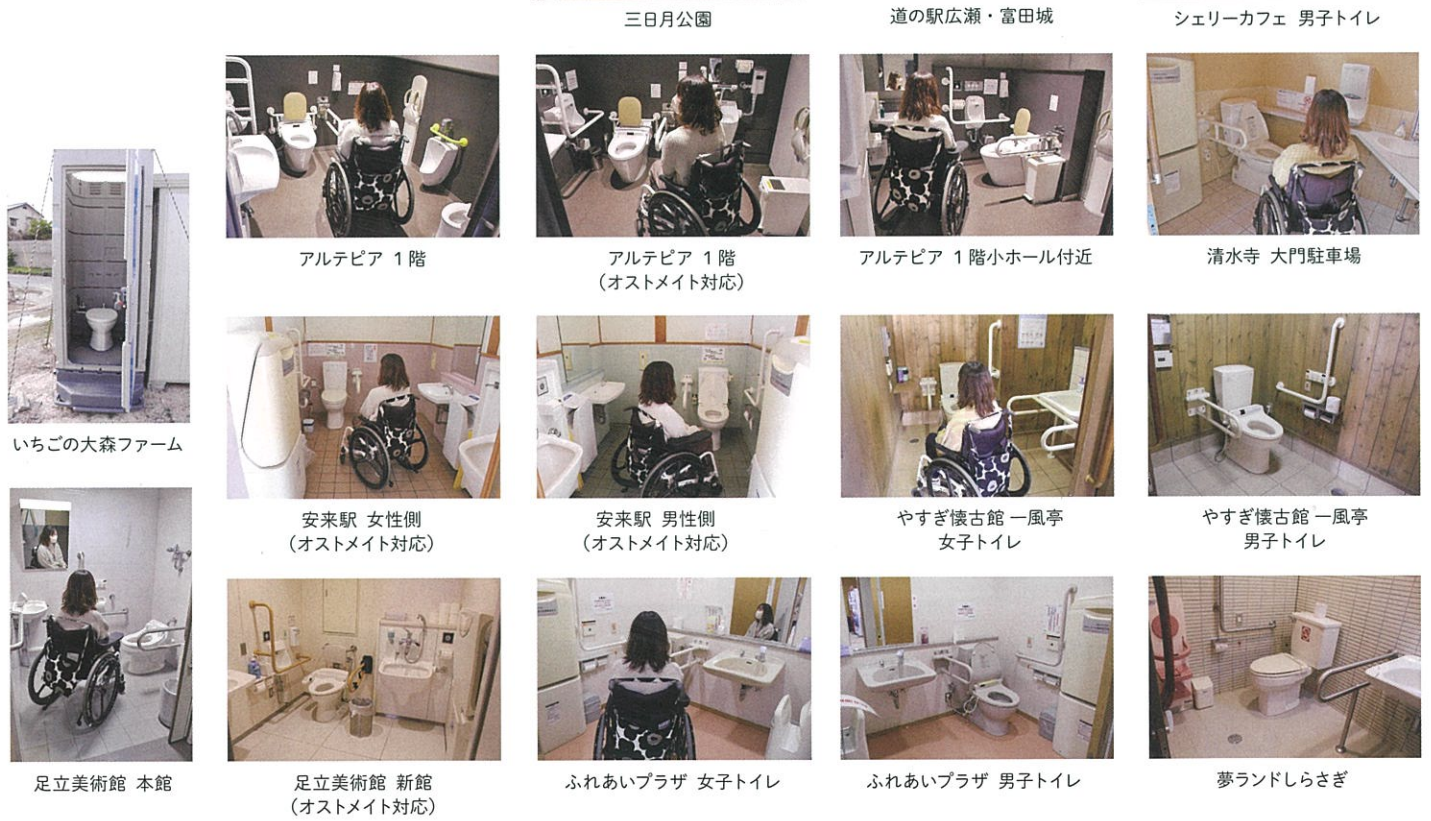 三日月公園
道の駅広瀬・富田城
シェリーカフェ 男子トイレ
アルテピア 1階
アルテピア 1階
（オストメイト対応）
アルテピア 1階小ホール付近
清水寺 大門駐車場
いちごの大森ファーム
安来駅 女性側
（オストメイト対応）
安来駅 男性側
（オストメイト対応）
やすぎ懐古館 一風亭
女子トイレ
やすぎ懐古館 一風亭
男子トイレ
足立美術館 本館
足立美術館 新館
（オストメイト対応）
ふれあいプラザ 女子トイレ
ふれあいプラザ 男子トイレ
夢ランドしらさぎ